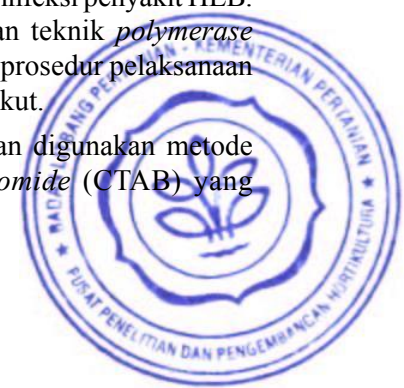 infeksi penyakit HLB.
an teknik polymerase
prosedur pelaksanaan
kut.
an digunakan metode
omide (CTAB) yang
BADAN LITBANG PERTANIAN - KEMENTERIAN PERTANIAN
★ PUSAT PENELITIAN DAN PENGEMBANGAN HORTIKULTURA ★